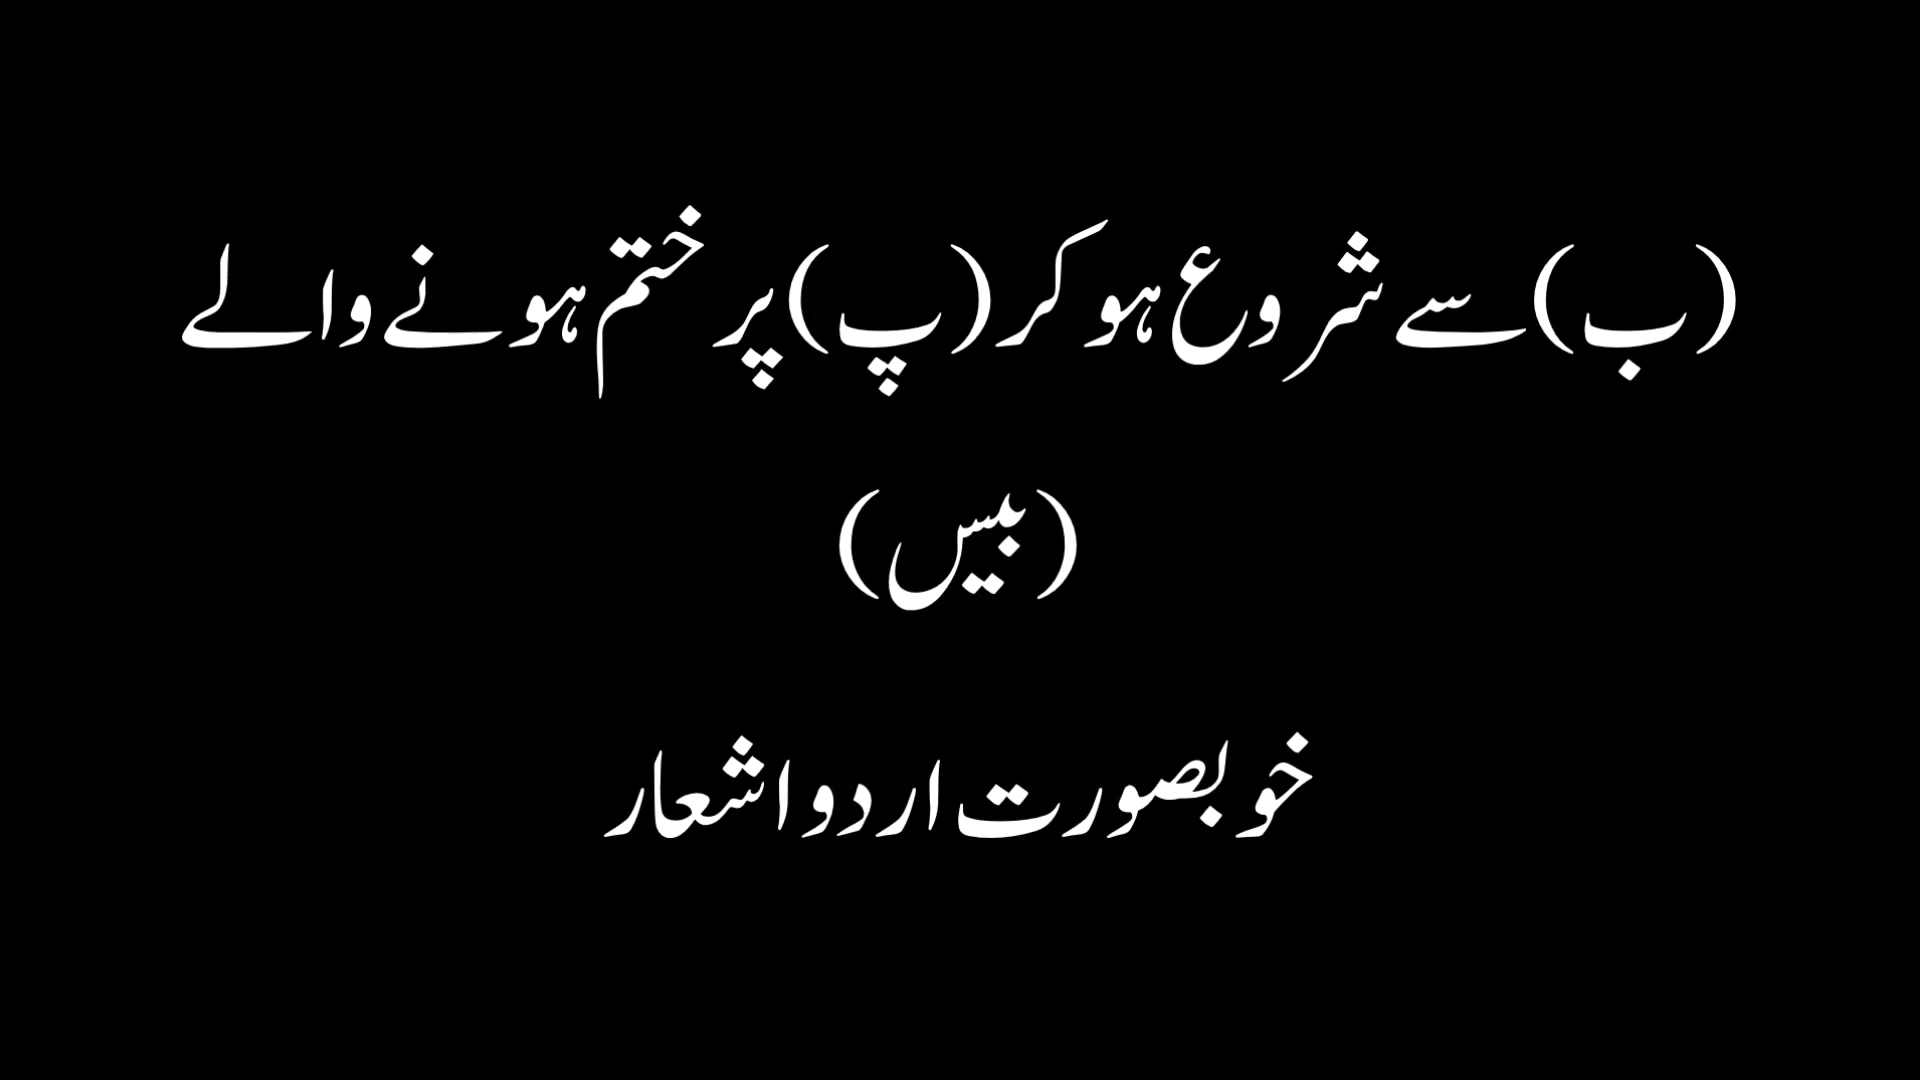 (ب) سے شروع ہو کر (پ) پر ختم ہونے والے
(بیس)
خوبصورت اردو اشعار